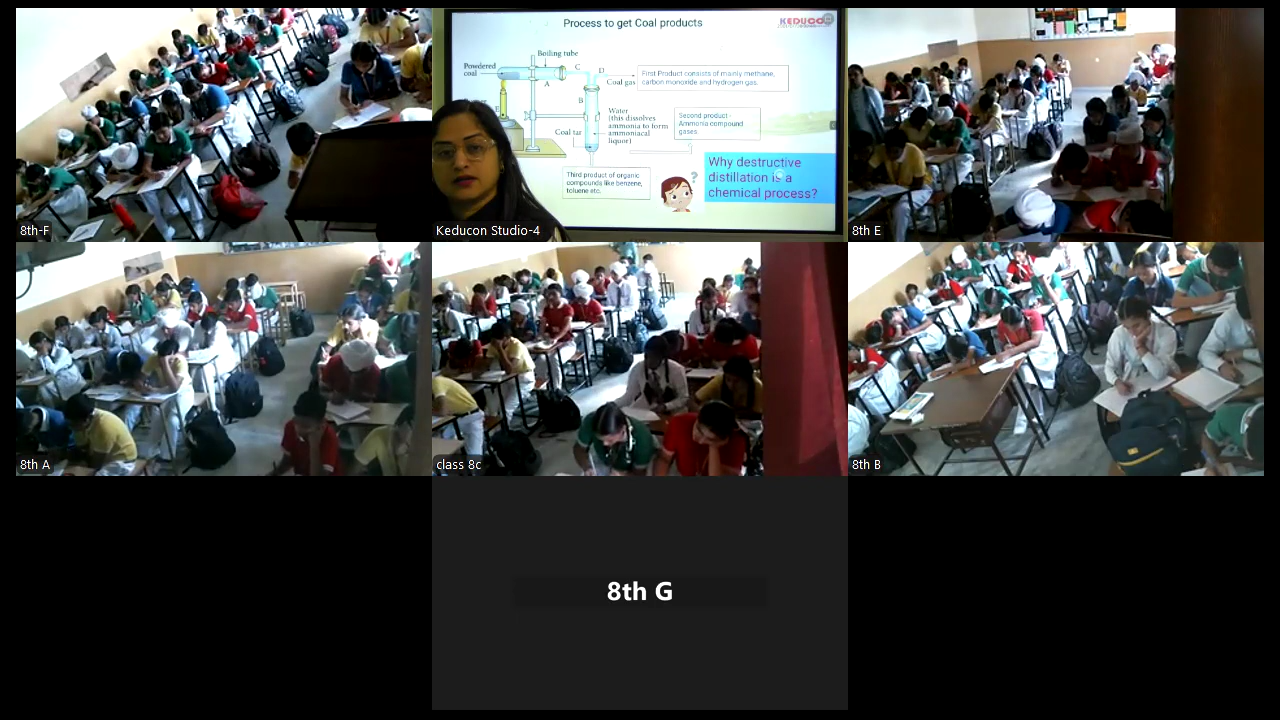 Process to get Coal products
KEDUCON
Boiling tube
Powdered
coal
C
D
A
Coal gas
First Product consists of mainly methane,
carbon monoxide and hydrogen gas.
B
E
Water
(this dissolves
ammonia to form
ammoniacal
liquor)
Second product -
Ammonia compound
gases.
Coal tar
Third product of organic
compounds like benzene,
toluene etc.
?
Why destructive
distillation is a
chemical process?
8th-F
Keducon Studio-4
8th E
8th A
class 8c
8th B
8th G